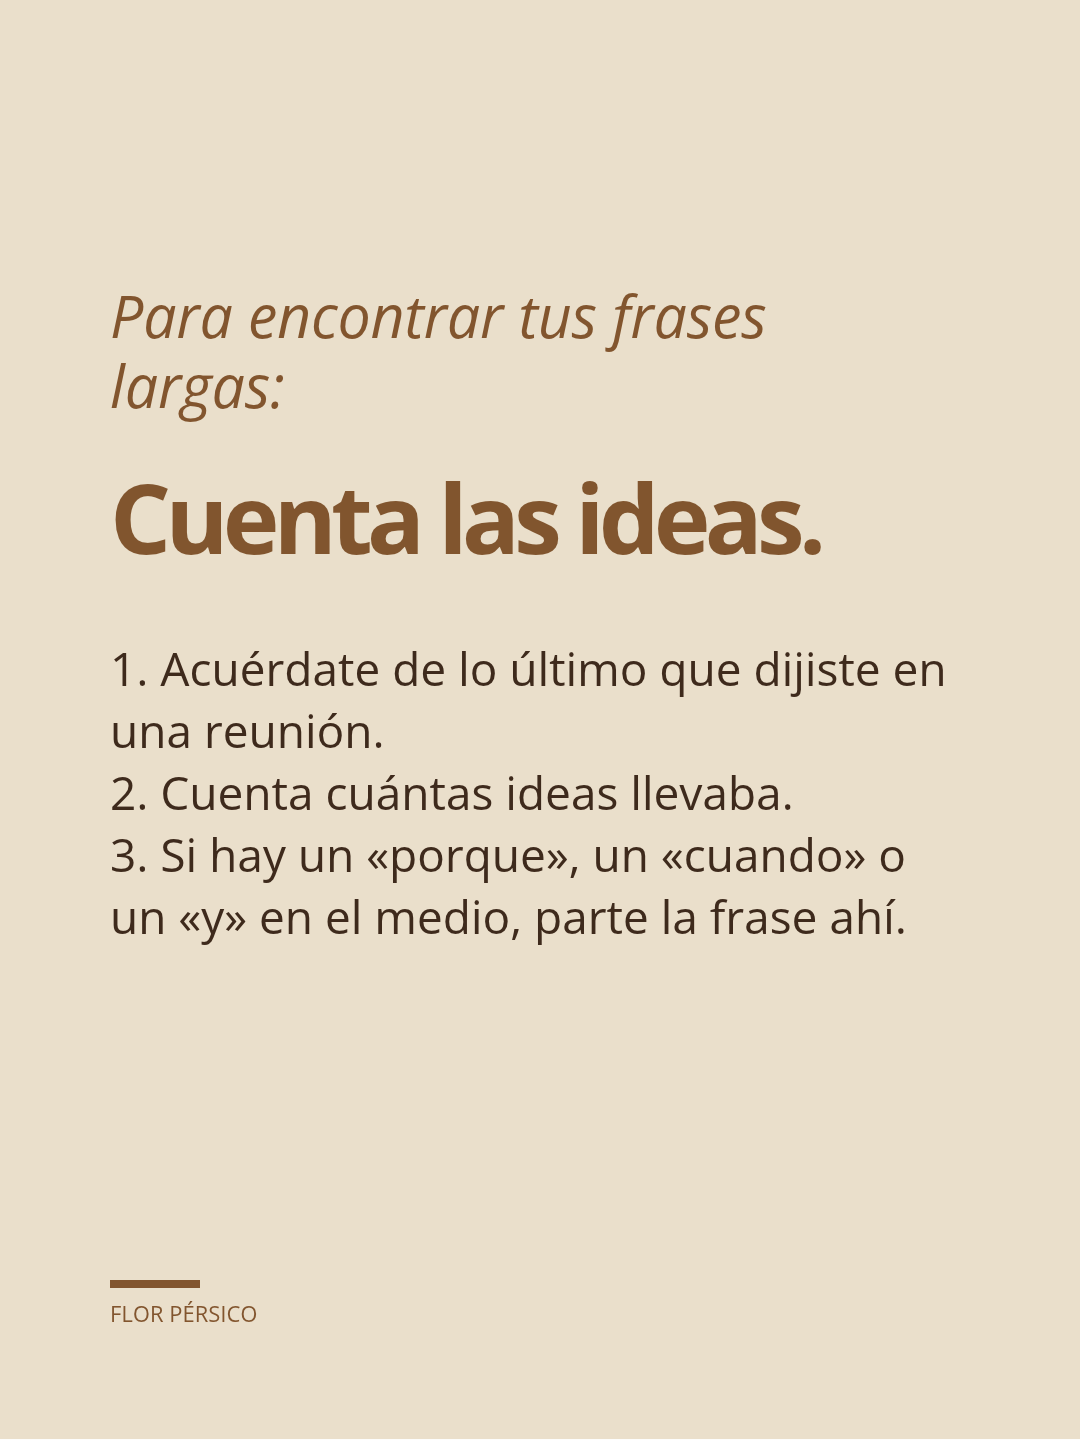 Para encontrar tus frases
largas:
Cuenta las ideas.
1. Acuérdate de lo último que dijiste en
una reunión.
2. Cuenta cuántas ideas llevaba.
3. Si hay un «porque», un «cuando» o
un «y» en el medio, parte la frase ahí.
FLOR PÉRSICO